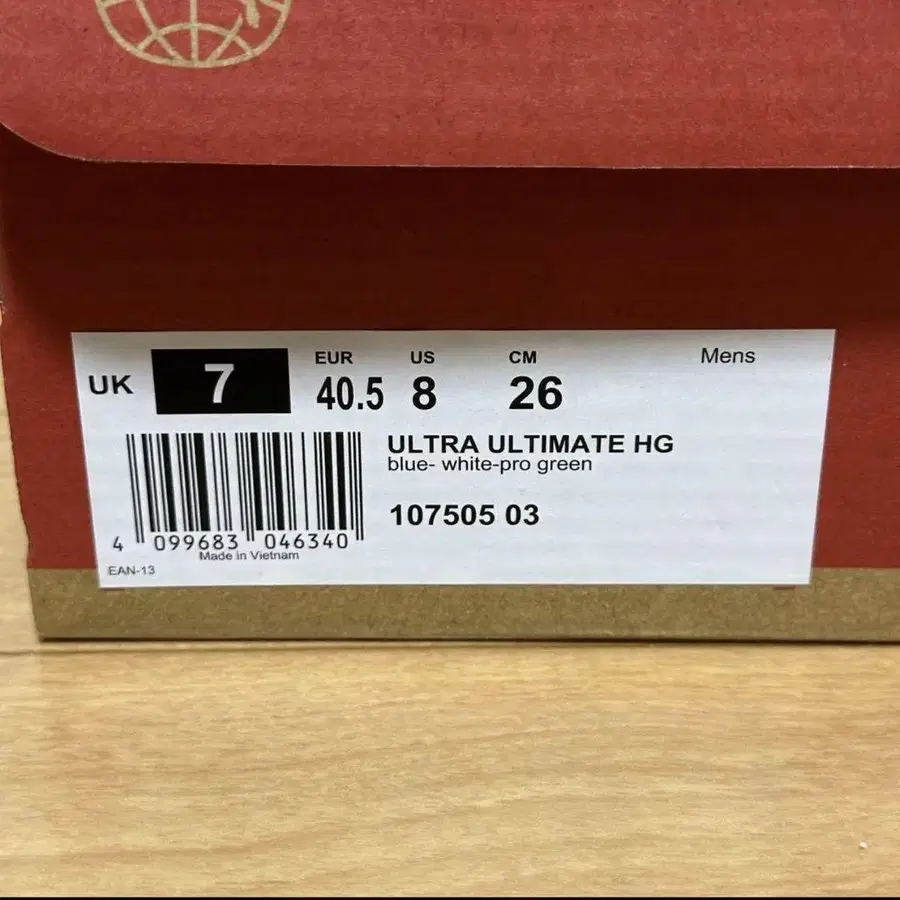 UK 7 EUR 40.5 US 8 CM 26 Mens
ULTRA ULTIMATE HG
blue- white-pro green
107505 03
4 099683 046340
Made in Vietnam
EAN-13